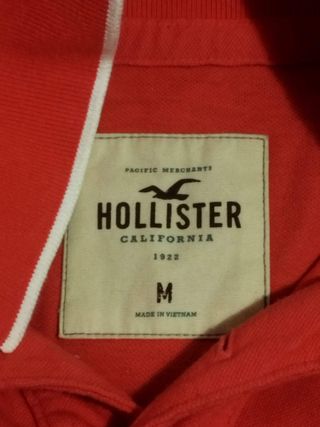 PACIFIC MERCHANTS
HOLLISTER
CALIFORNIA
1922
M
MADE IN VIETNAM